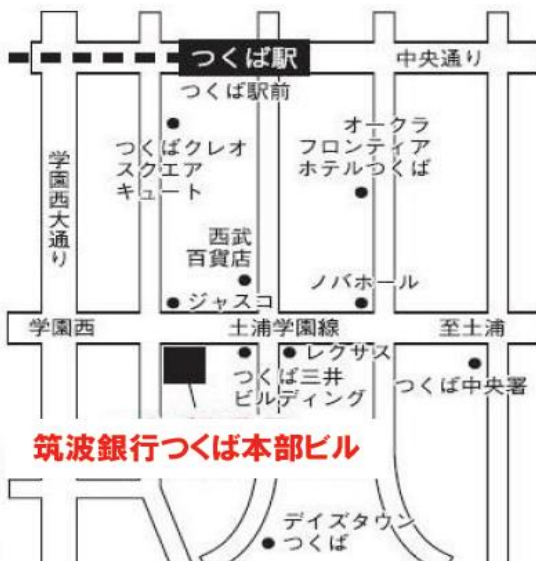 つくば駅
中央通り
つくば駅前
つくばクレオ
スクエア
キュート
オークラ
フロンティア
ホテルつくば
学園西大通り
西武
百貨店
ジャスコ
ノバホール
学園西
土浦学園線
至土浦
レクサス
つくば三井
ビルディング
つくば中央署
筑波銀行つくば本部ビル
デイズタウン
つくば